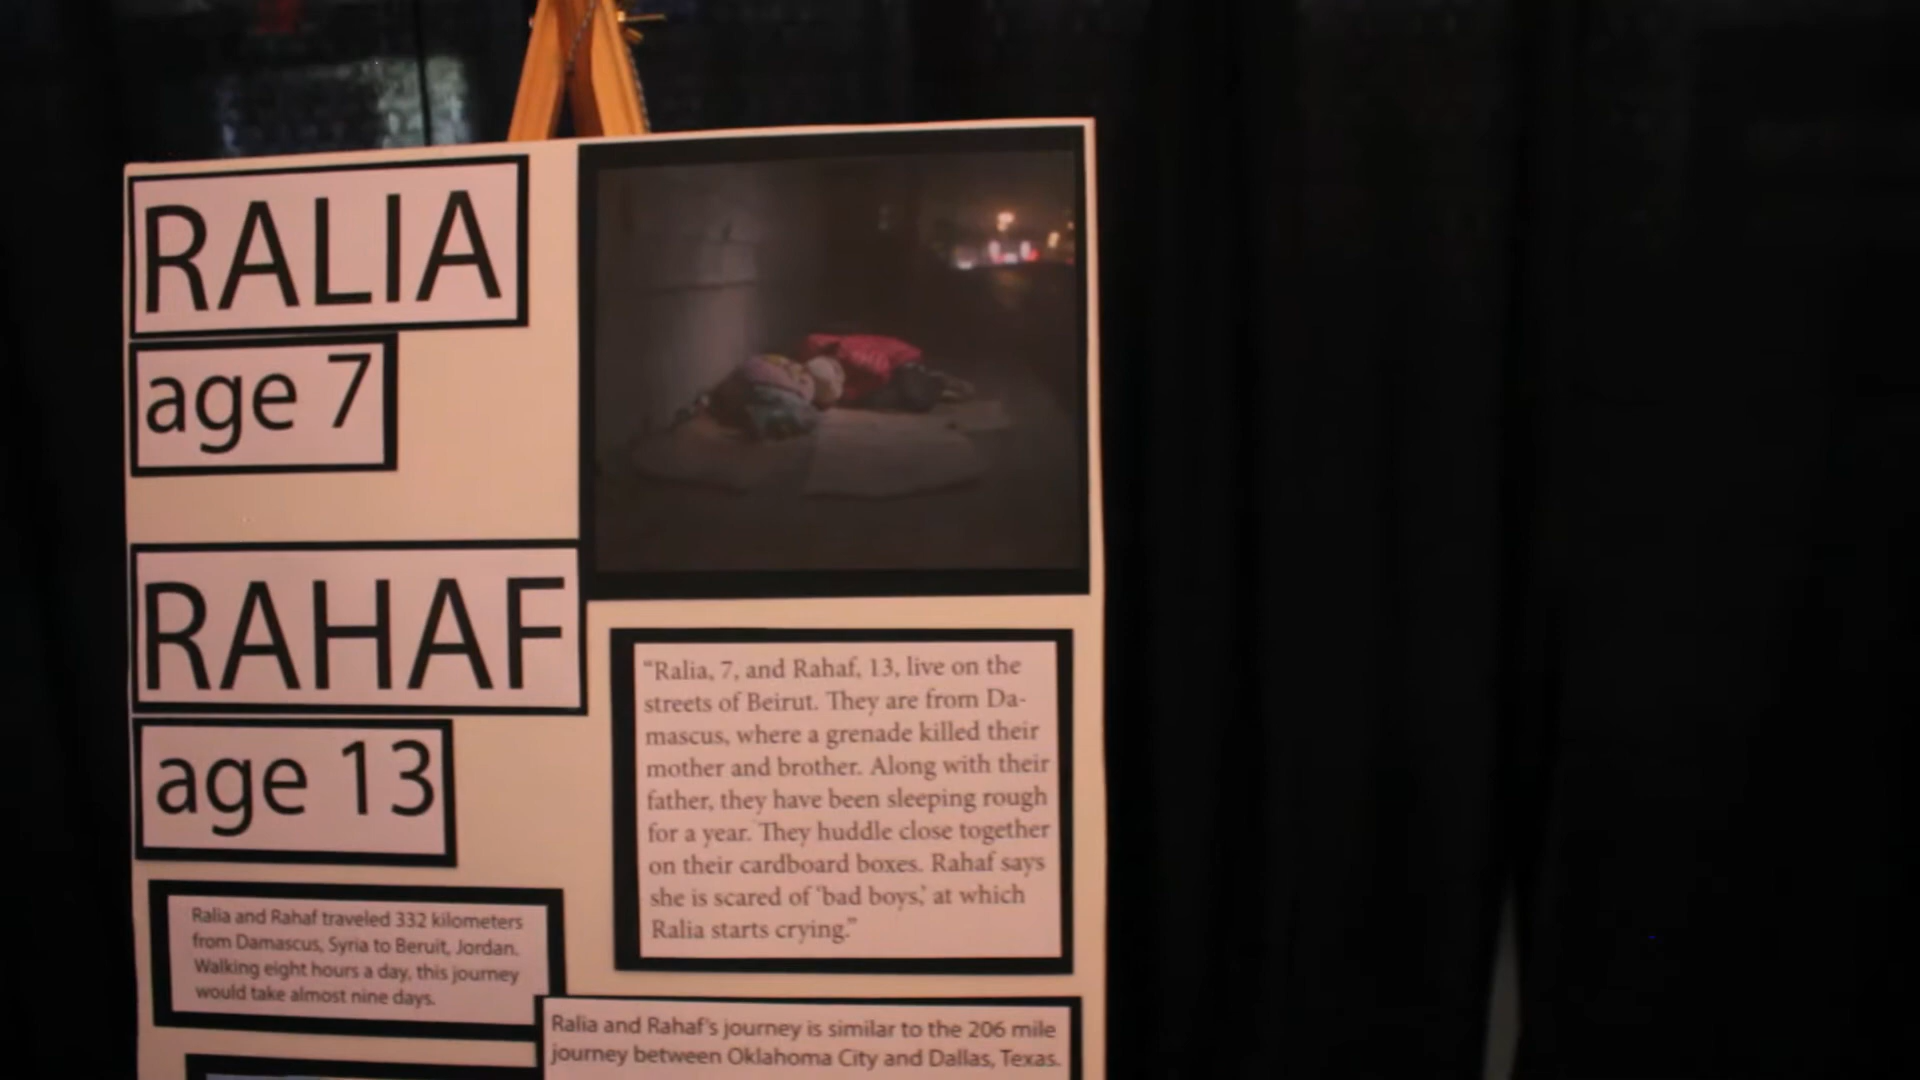 RALIA
age 7
RAHAF
age 13
“Ralia, 7, and Rahaf, 13, live on the
streets of Beirut. They are from Da-
mascus, where a grenade killed their
mother and brother. Along with their
father, they have been sleeping rough
for a year. They huddle close together
on their cardboard boxes. Rahaf says
she is scared of ‘bad boys,’ at which
Ralia starts crying.”
Ralia and Rahaf traveled 332 kilometers
from Damascus, Syria to Beruit, Jordan.
Walking eight hours a day, this journey
would take almost nine days.
Ralia and Rahaf's journey is similar to the 206 mile
journey between Oklahoma City and Dallas, Texas.